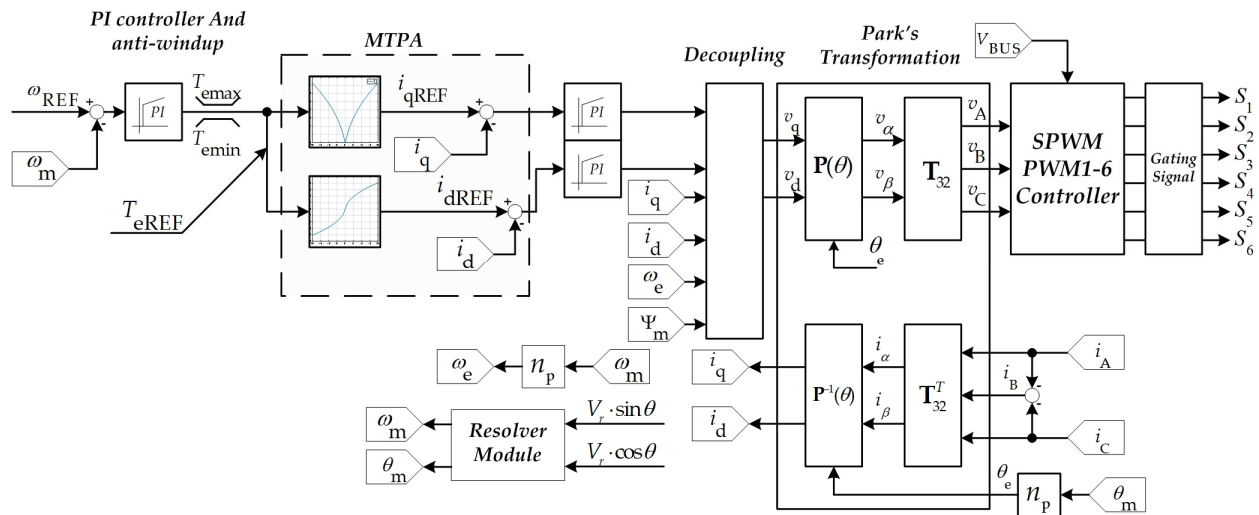 PI controller And
anti-windup
MTPA
Decoupling
Park's
Transformation
V_BUS
ω_REF
+
-
PI
T_emax
T_emin
ω_m
T_eREF
i_qREF
+
-
i_q
i_dREF
+
-
i_d
PI
PI
i_q
i_d
ω_e
Ψ_m
v_q
v_d
P(θ)
θ_e
v_α
v_β
T_32
v_A
v_B
v_C
SPWM
PWM1-6
Controller
Gating
Signal
S_1
S_2
S_3
S_4
S_5
S_6
ω_e
n_p
ω_m
ω_m
θ_m
Resolver
Module
V_r·sinθ
V_r·cosθ
i_q
i_d
P⁻¹(θ)
i_α
i_β
T_32^T
i_B
-
-
i_A
i_C
θ_e
n_p
θ_m